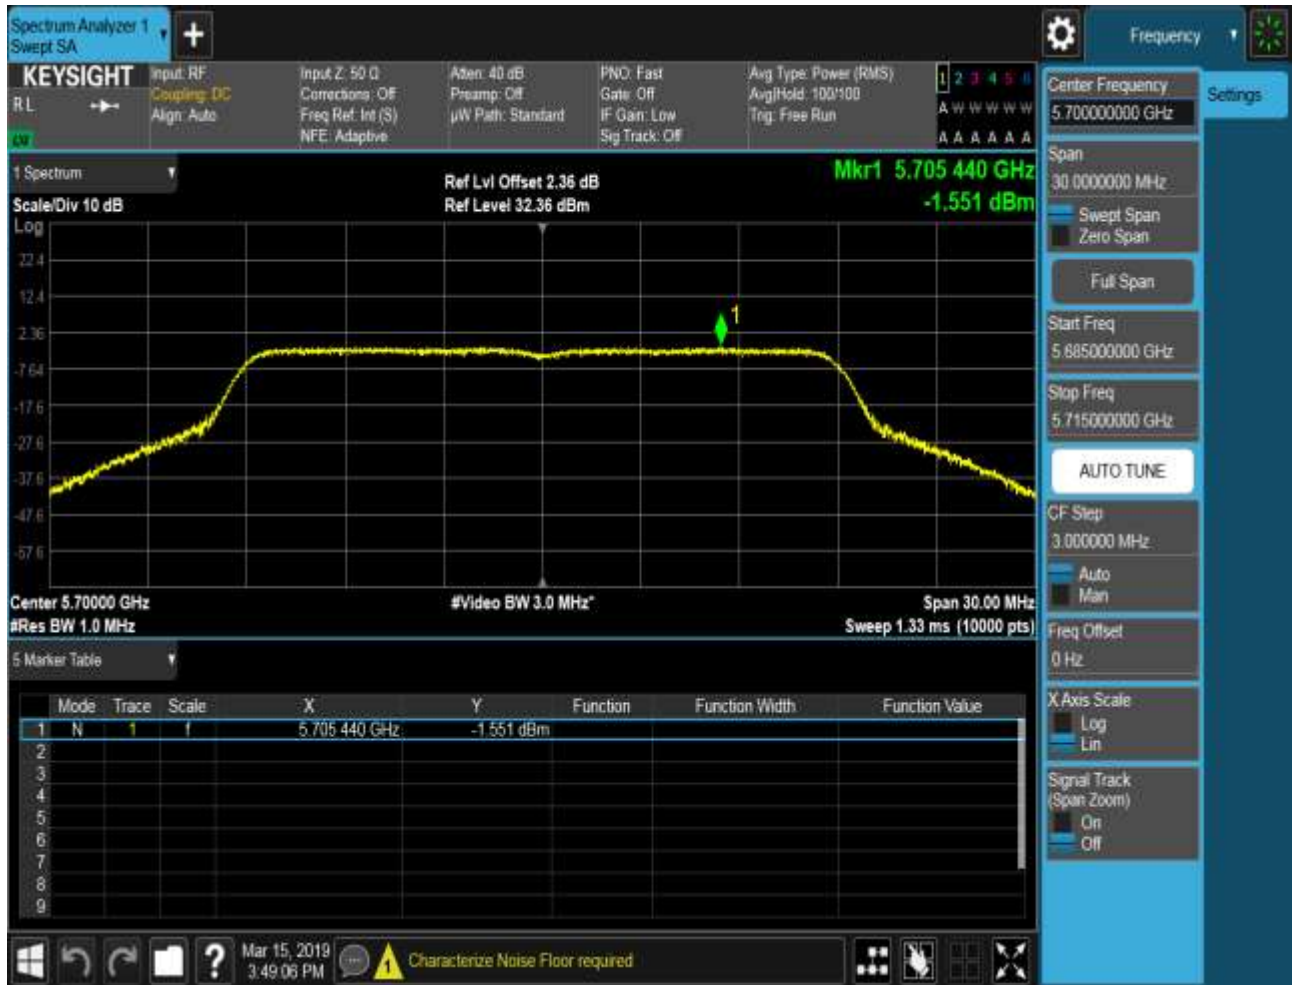 Spectrum Analyzer 1
Swept SA
Frequency
KEYSIGHT
RL
Input: RF
Coupling: DC
Align: Auto
Input Z: 50 Ω
Corrections: Off
Freq Ref: Int (S)
NFE: Adaptive
Atten: 40 dB
Preamp: Off
µW Path: Standard
PNO: Fast
Gate: Off
IF Gain: Low
Sig Track: Off
Avg Type: Power (RMS)
Avg|Hold: 100/100
Trig: Free Run
1 2 3 4 5 6
A W W W W W
A A A A A A
1 Spectrum
Scale/Div 10 dB
Ref Lvl Offset 2.36 dB
Ref Level 32.36 dBm
Mkr1 5.705 440 GHz
-1.551 dBm
Log
22.4
12.4
2.36
-7.64
-17.6
-27.6
-37.6
-47.6
-57.6
1
Center 5.70000 GHz
#Video BW 3.0 MHz*
Span 30.00 MHz
#Res BW 1.0 MHz
Sweep 1.33 ms (10000 pts)
5 Marker Table
Mode Trace Scale X Y Function Function Width Function Value
1 N 1 f 5.705 440 GHz -1.551 dBm
2
3
4
5
6
7
8
9
Mar 15, 2019
3:49:06 PM
1
Characterize Noise Floor required
?
Center Frequency
5.700000000 GHz
Settings
Span
30.0000000 MHz
Swept Span
Zero Span
Full Span
Start Freq
5.685000000 GHz
Stop Freq
5.715000000 GHz
AUTO TUNE
CF Step
3.000000 MHz
Auto
Man
Freq Offset
0 Hz
X Axis Scale
Log
Lin
Signal Track
(Span Zoom)
On
Off